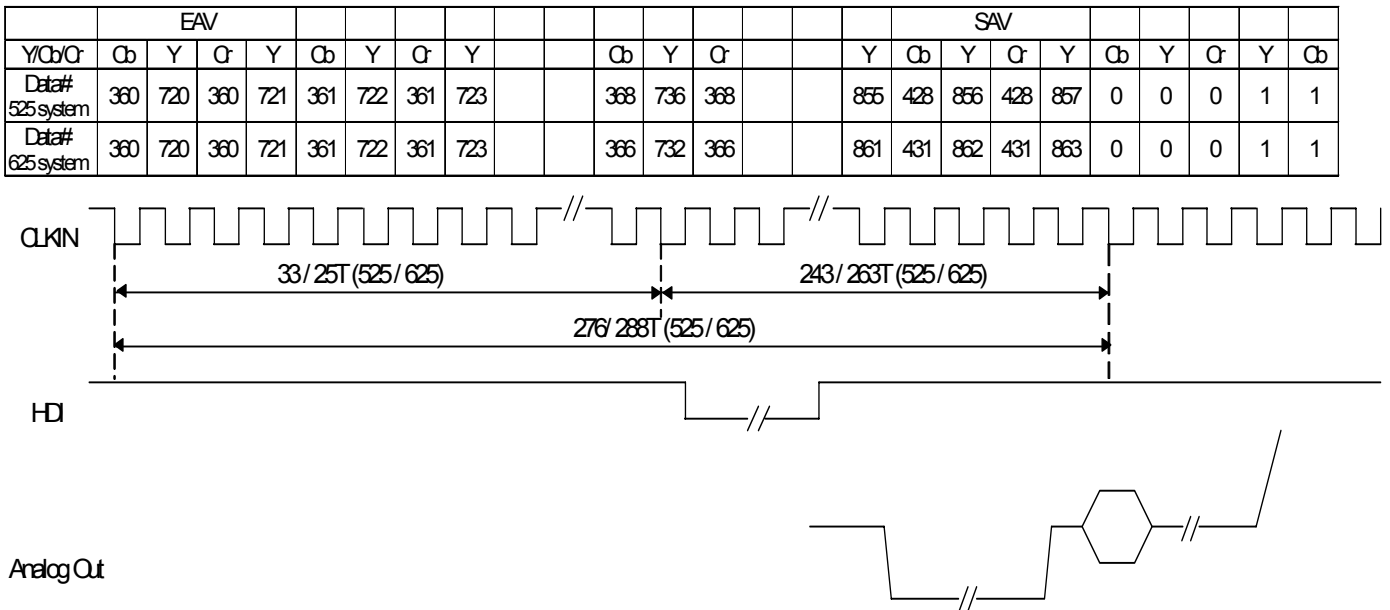 EAV SAV
Y/Cb/Cr Cb Y Cr Y Cb Y Cr Y Cb Y Cr Y Cb Y Cr Y Cb Y Cr Y Cb
Data# 525 system 360 720 360 721 361 722 361 723 368 736 368 855 428 856 428 857 0 0 0 1 1
Data# 625 system 360 720 360 721 361 722 361 723 366 732 366 861 431 862 431 863 0 0 0 1 1
CLKIN
33 / 25T (525 / 625) 243 / 263T (525 / 625)
276/ 288T (525 / 625)
HDI
Analog Out